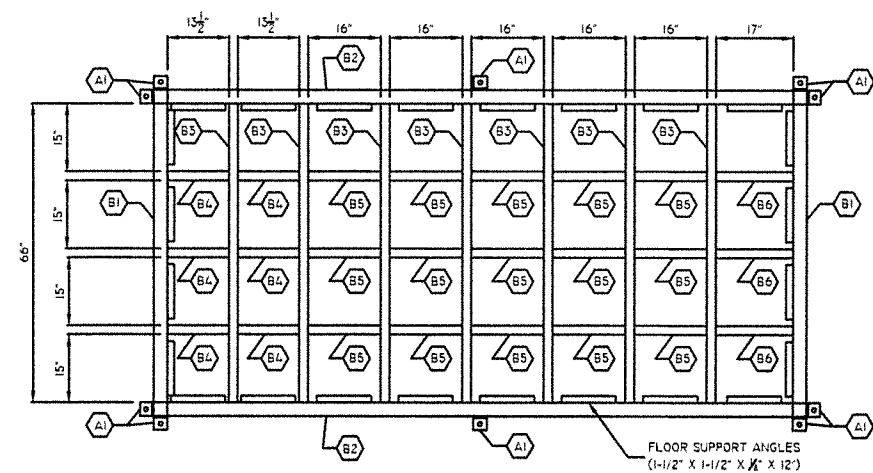 13½" 13½" 16" 16" 16" 16" 16" 17"
B2
A1
A1
A1
15"
B3 B3 B3 B3 B3 B3 B3
B1
15"
B4 B4 B5 B5 B5 B5 B5 B6
B1
66"
15"
B4 B4 B5 B5 B5 B5 B5 B6
15"
B4 B4 B5 B5 B5 B5 B5 B6
A1
B2
A1
A1
FLOOR SUPPORT ANGLES
(1-1/2" X 1-1/2" X X 12")